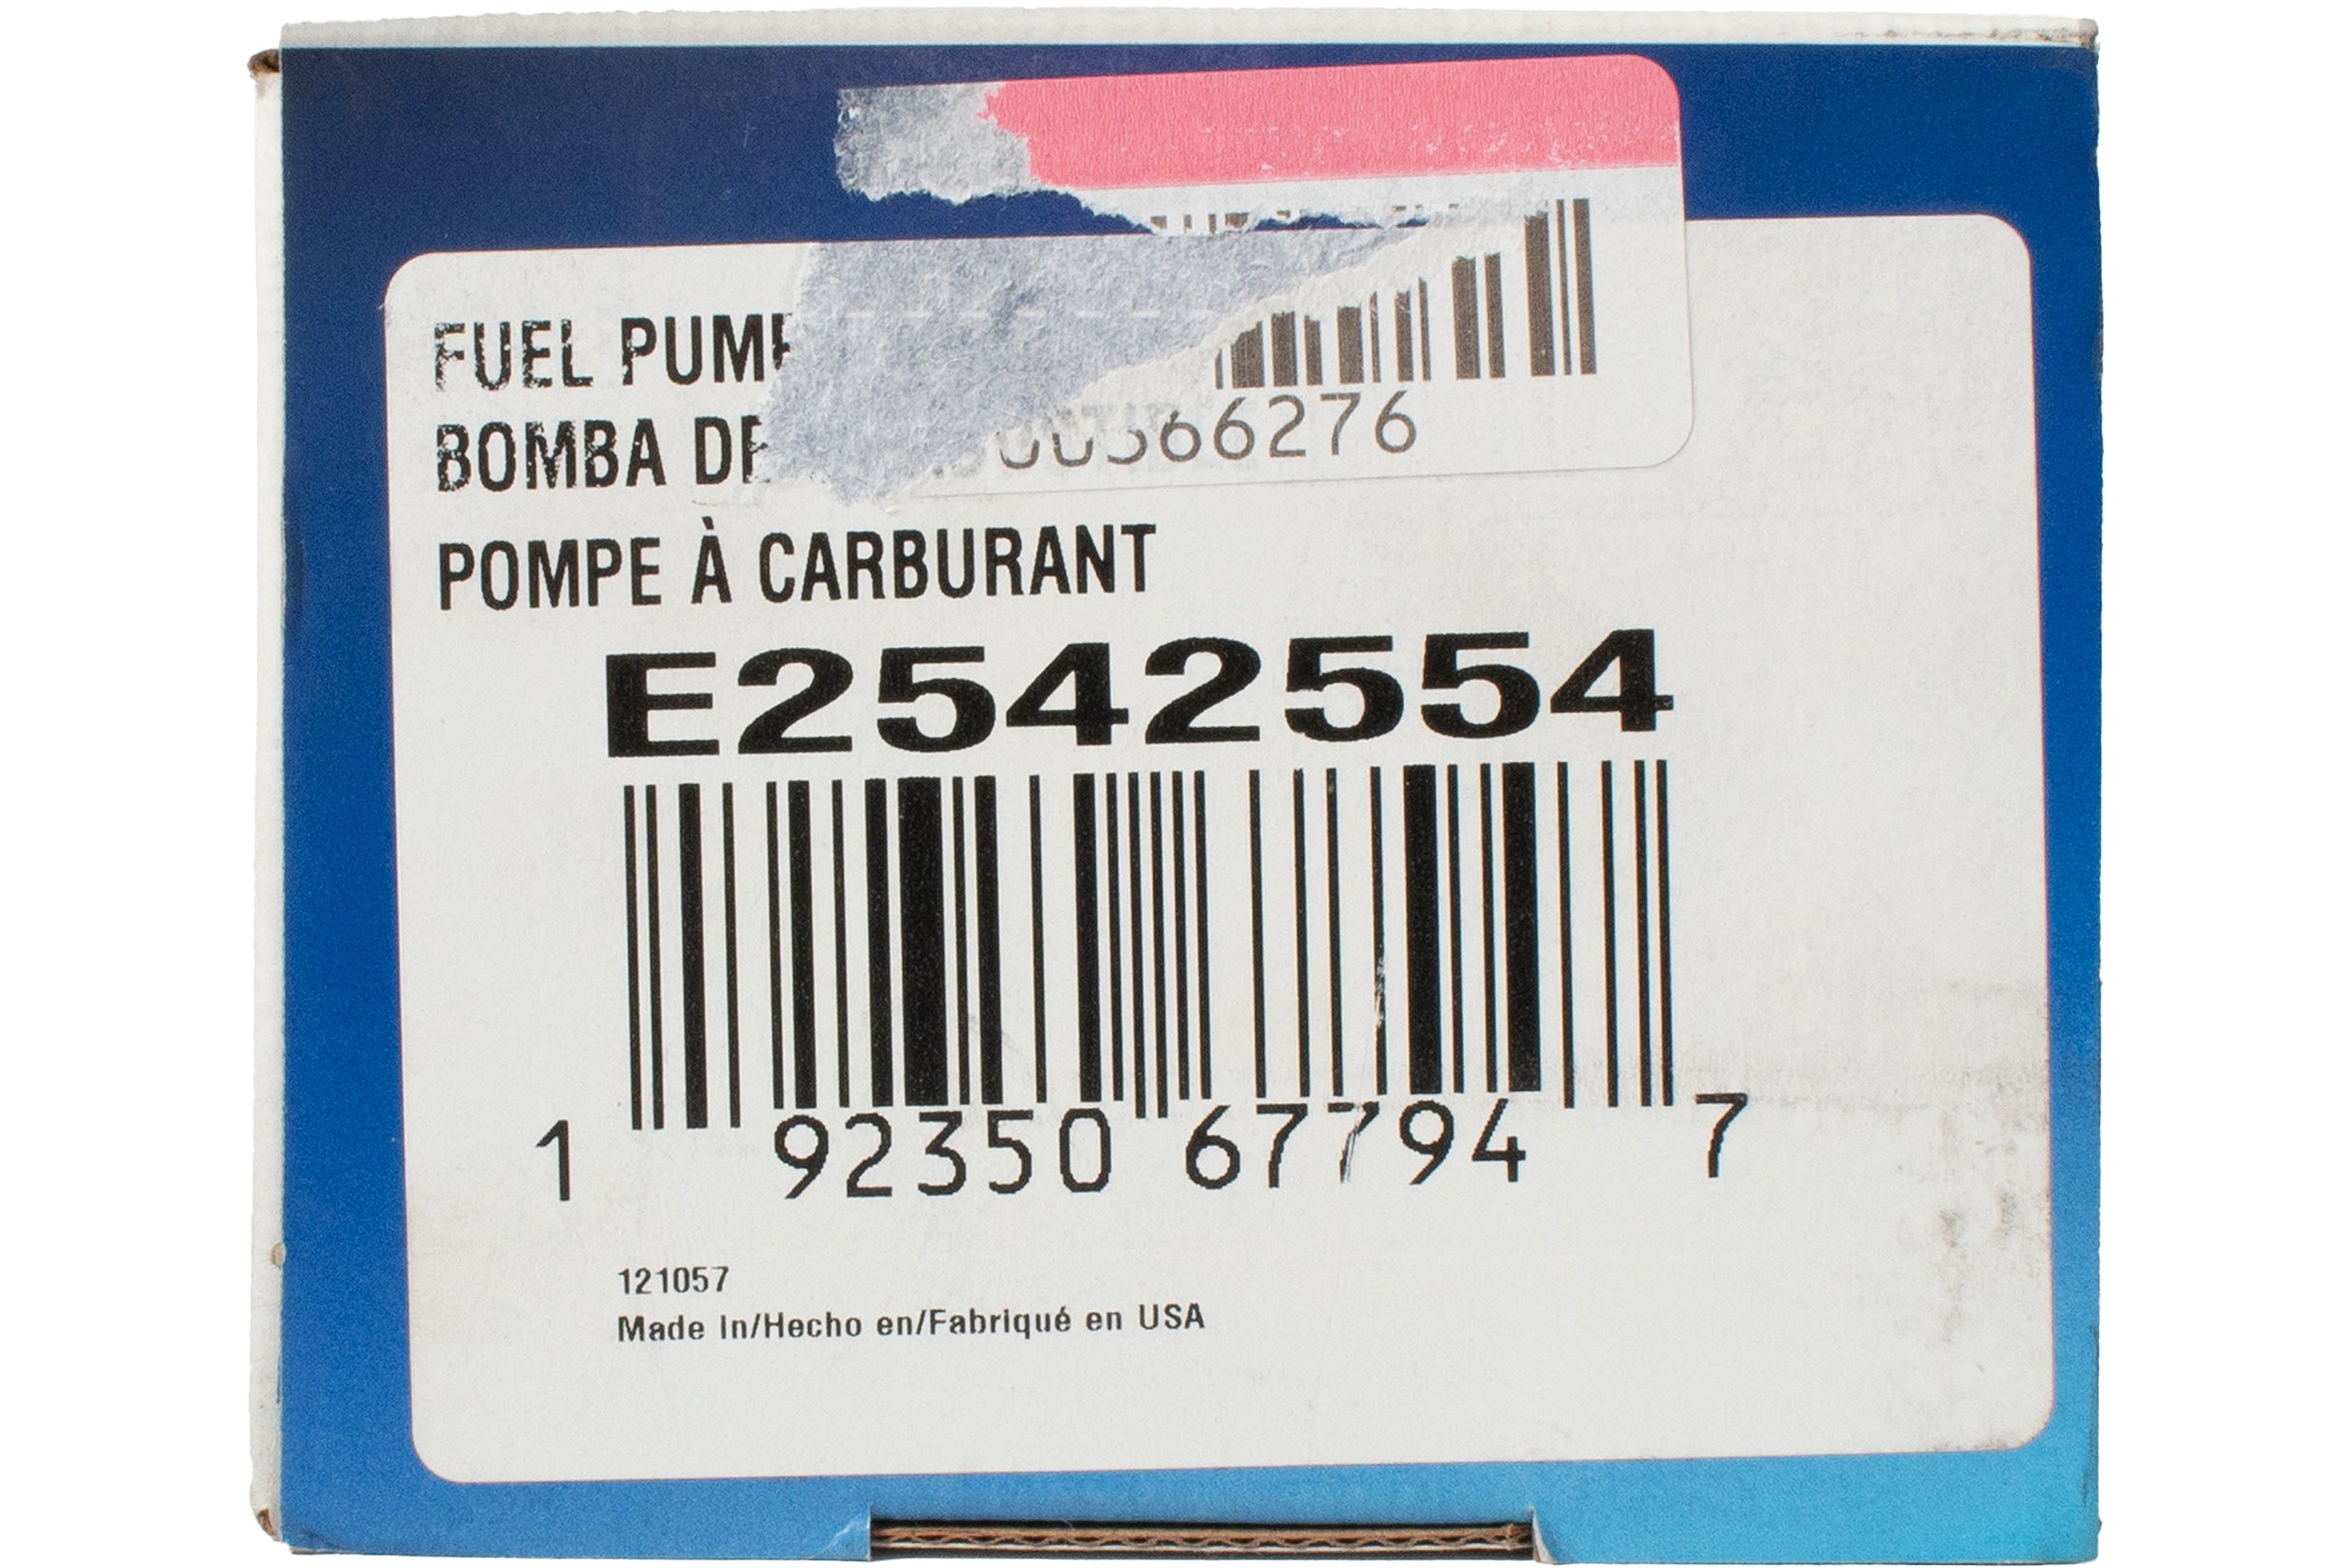 FUEL PUMP
BOMBA DE
66276
POMPE À CARBURANT
E2542554
1 92350 67794 7
121057
Made In/Hecho en/Fabriqué en USA